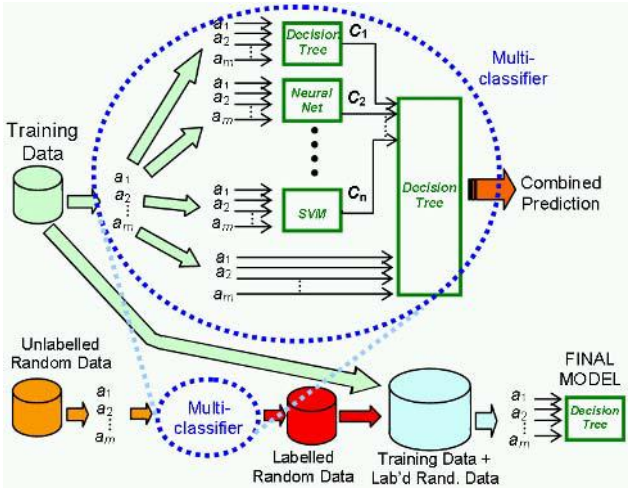 a1
a2
am
Decision
Tree
C1
Multi-
classifier
a1
a2
am
Neural
Net
C2
Training
Data
a1
a2
am
a1
a2
am
SVM
Cn
Decision
Tree
Combined
Prediction
a1
a2
am
Unlabelled
Random Data
a1
a2
am
Multi-
classifier
Labelled
Random Data
Training Data +
Lab'd Rand. Data
FINAL
MODEL
a1
a2
am
Decision
Tree